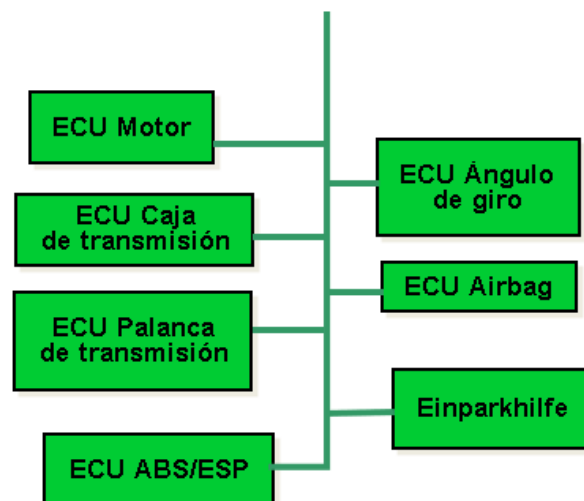 ECU Motor
ECU Ángulo
de giro
ECU Caja
de transmisión
ECU Airbag
ECU Palanca
de transmisión
Einparkhilfe
ECU ABS/ESP